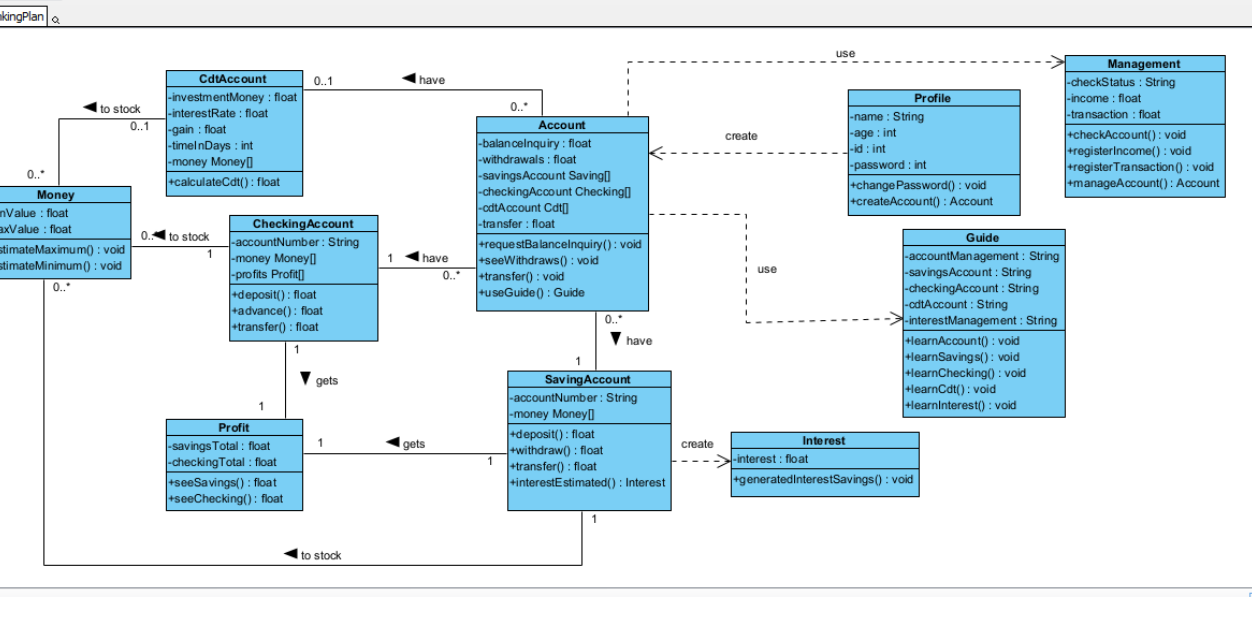 kingPlan
use
CdtAccount
-investmentMoney : float
-interestRate : float
-gain : float
-timeInDays : int
-money Money[]
+calculateCdt() : float
0..1
have
0..*
to stock
0..1
0..*
Management
-checkStatus : String
-income : float
-transaction : float
+checkAccount() : void
+registerIncome() : void
+registerTransaction() : void
+manageAccount() : Account
Profile
-name : String
-age : int
-id : int
-password : int
+changePassword() : void
+createAccount() : Account
create
Account
-balanceInquiry : float
-withdrawals : float
-savingsAccount Saving[]
-checkingAccount Checking[]
-cdtAccount Cdt[]
-transfer : float
+requestBalanceInquiry() : void
+seeWithdraws() : void
+transfer() : void
+useGuide() : Guide
Money
nValue : float
axValue : float
stimateMaximum() : void
stimateMinimum() : void
0..*
0..*
to stock
1
CheckingAccount
-accountNumber : String
-money Money[]
-profits Profit[]
+deposit() : float
+advance() : float
+transfer() : float
1
have
0..*
use
Guide
-accountManagement : String
-savingsAccount : String
-checkingAccount : String
-cdtAccount : String
-interestManagement : String
+learnAccount() : void
+learnSavings() : void
+learnChecking() : void
+learnCdt() : void
+learnInterest() : void
0..*
have
1
1
gets
1
SavingAccount
-accountNumber : String
-money Money[]
+deposit() : float
+withdraw() : float
+transfer() : float
+interestEstimated() : Interest
Profit
-savingsTotal : float
-checkingTotal : float
+seeSavings() : float
+seeChecking() : float
1
gets
1
create
Interest
-interest : float
+generatedInterestSavings() : void
1
to stock